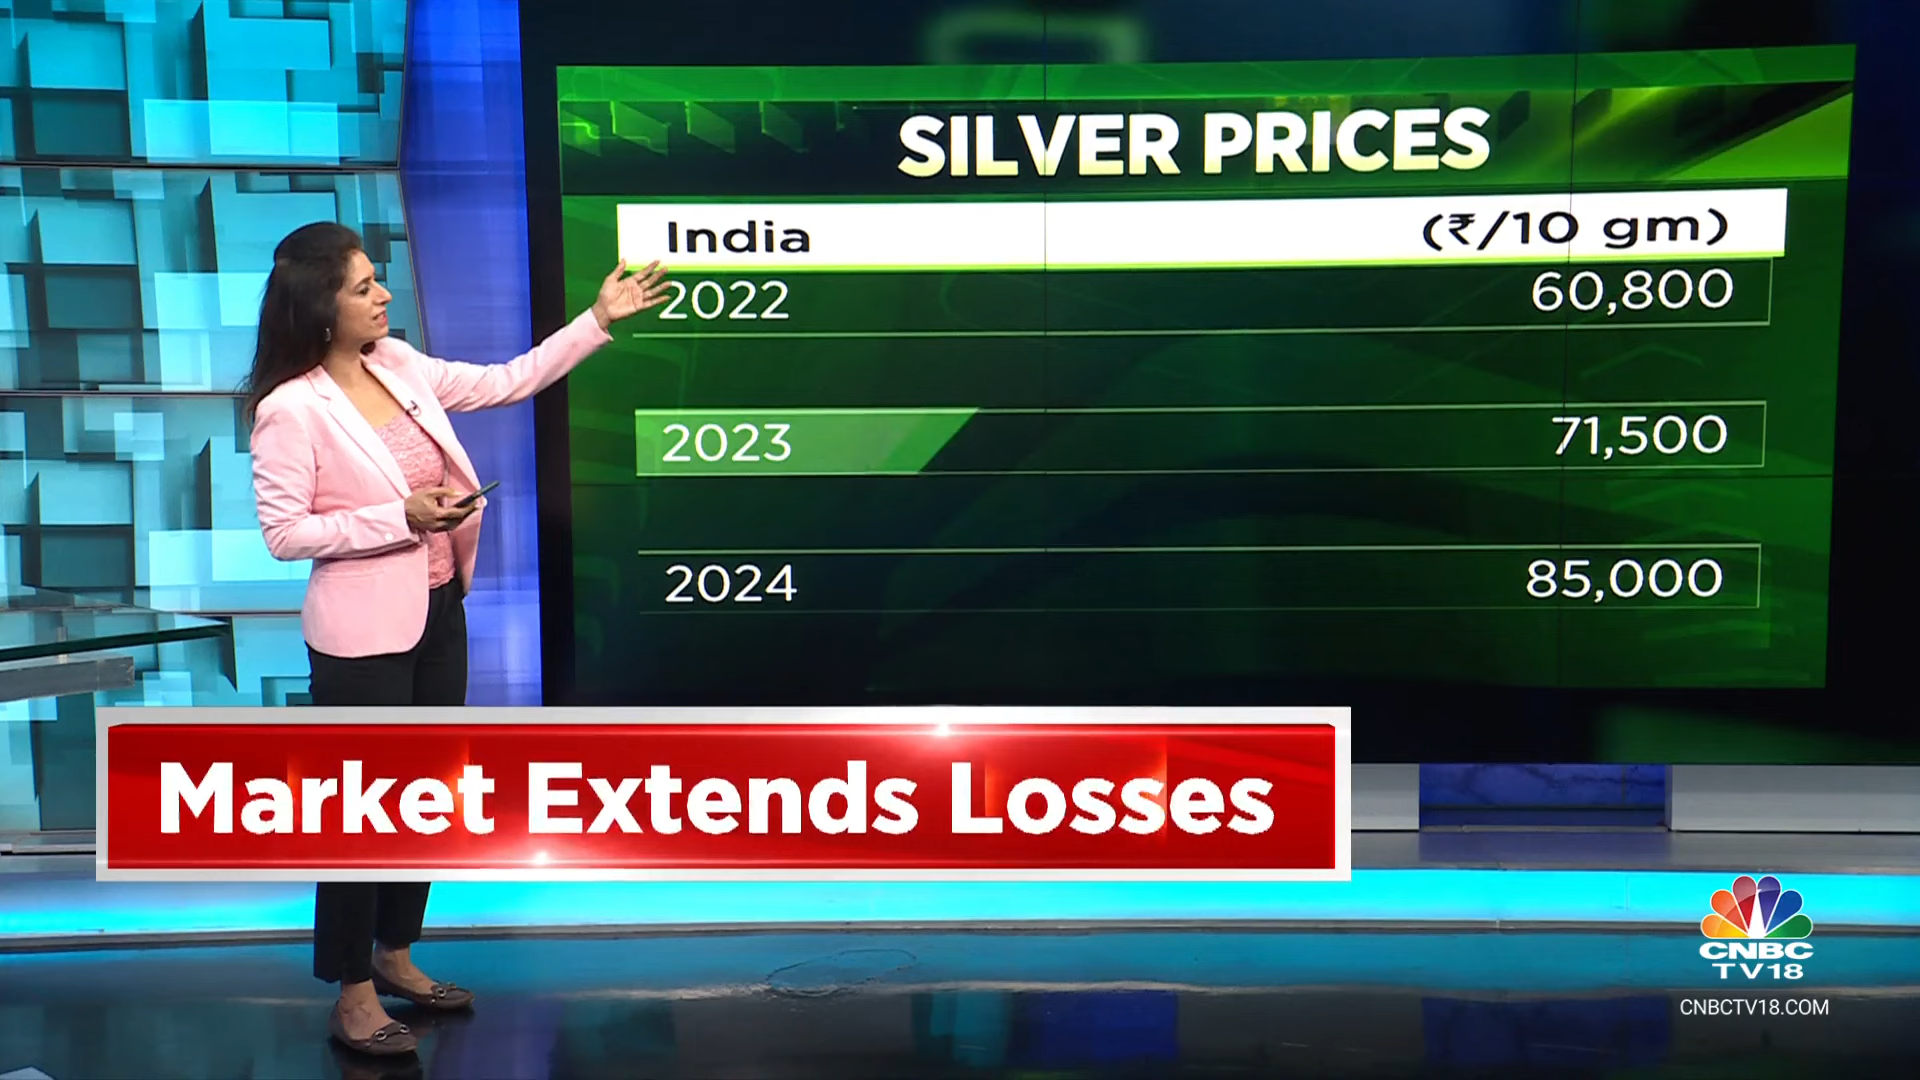 SILVER PRICES
India (₹/10 gm)
2022 60,800
2023 71,500
2024 85,000
Market Extends Losses
CNBC
TV18
CNBCTV18.COM